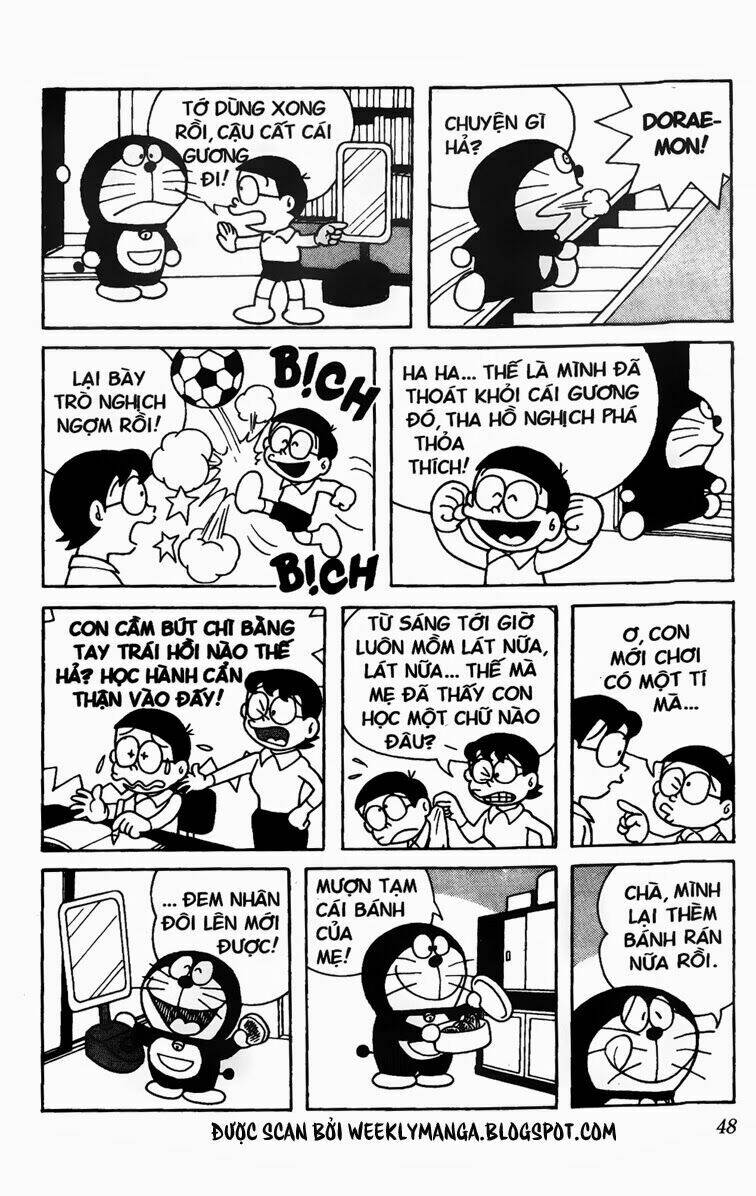 DORAE-
MON!
CHUYỆN GÌ
HẢ?
TỚ DÙNG XONG
RỒI, CẬU CẤT CÁI
GƯƠNG
ĐI!
HA HA... THẾ LÀ MÌNH ĐÃ
THOÁT KHỎI CÁI GƯƠNG
ĐÓ, THA HỒ NGHỊCH PHÁ
THỎA
THÍCH!
BỊCH
BỊCH
LẠI BÀY
TRÒ NGHỊCH
NGỢM RỒI!
Ơ, CON
MỚI CHƠI
CÓ MỘT TÍ
MÀ...
TỪ SÁNG TỚI GIỜ
LUÔN MỒM LÁT NỮA,
LÁT NỮA... THẾ MÀ
MẸ ĐÃ THẤY CON
HỌC MỘT CHỮ NÀO
ĐÂU?
CON CẦM BÚT CHÌ BẰNG
TAY TRÁI HỒI NÀO THẾ
HẢ? HỌC HÀNH CẨN
THẬN VÀO ĐẤY!
CHÀ, MÌNH
LẠI THÈM
BÁNH RÁN
NỮA RỒI.
MƯỢN TẠM
CÁI BÁNH
CỦA
MẸ!
... ĐEM NHÂN
ĐÔI LÊN MỚI
ĐƯỢC!
ĐƯỢC SCAN BỞI WEEKLYMANGA.BLOGSPOT.COM
48